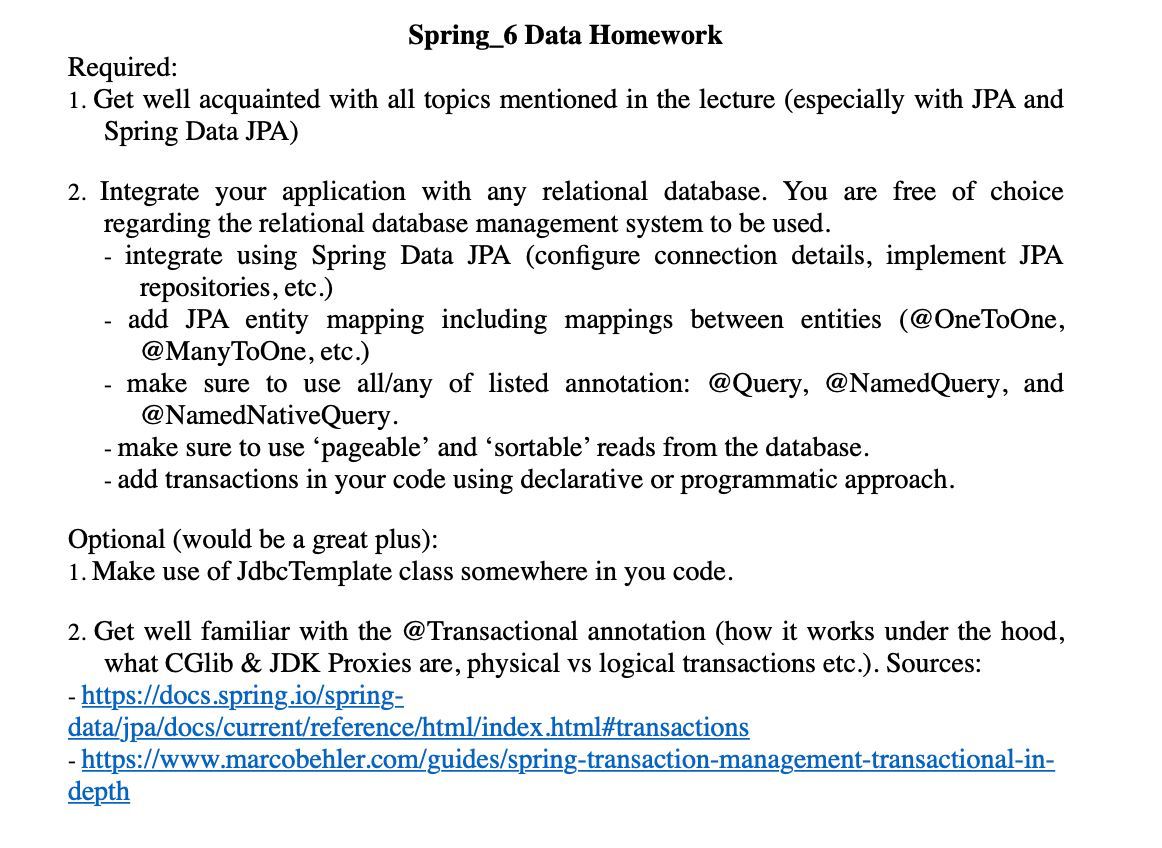 Spring_6 Data Homework
Required:
1. Get well acquainted with all topics mentioned in the lecture (especially with JPA and
Spring Data JPA)
2. Integrate your application with any relational database. You are free of choice
regarding the relational database management system to be used.
- integrate using Spring Data JPA (configure connection details, implement JPA
repositories, etc.)
- add JPA entity mapping including mappings between entities (@OneToOne,
@ManyToOne, etc.)
- make sure to use all/any of listed annotation: @Query, @NamedQuery, and
@NamedNativeQuery.
- make sure to use ‘pageable’ and ‘sortable’ reads from the database.
- add transactions in your code using declarative or programmatic approach.
Optional (would be a great plus):
1. Make use of JdbcTemplate class somewhere in you code.
2. Get well familiar with the @Transactional annotation (how it works under the hood,
what CGlib & JDK Proxies are, physical vs logical transactions etc.). Sources:
- https://docs.spring.io/spring-
data/jpa/docs/current/reference/html/index.html#transactions
- https://www.marcobehler.com/guides/spring-transaction-management-transactional-in-
depth